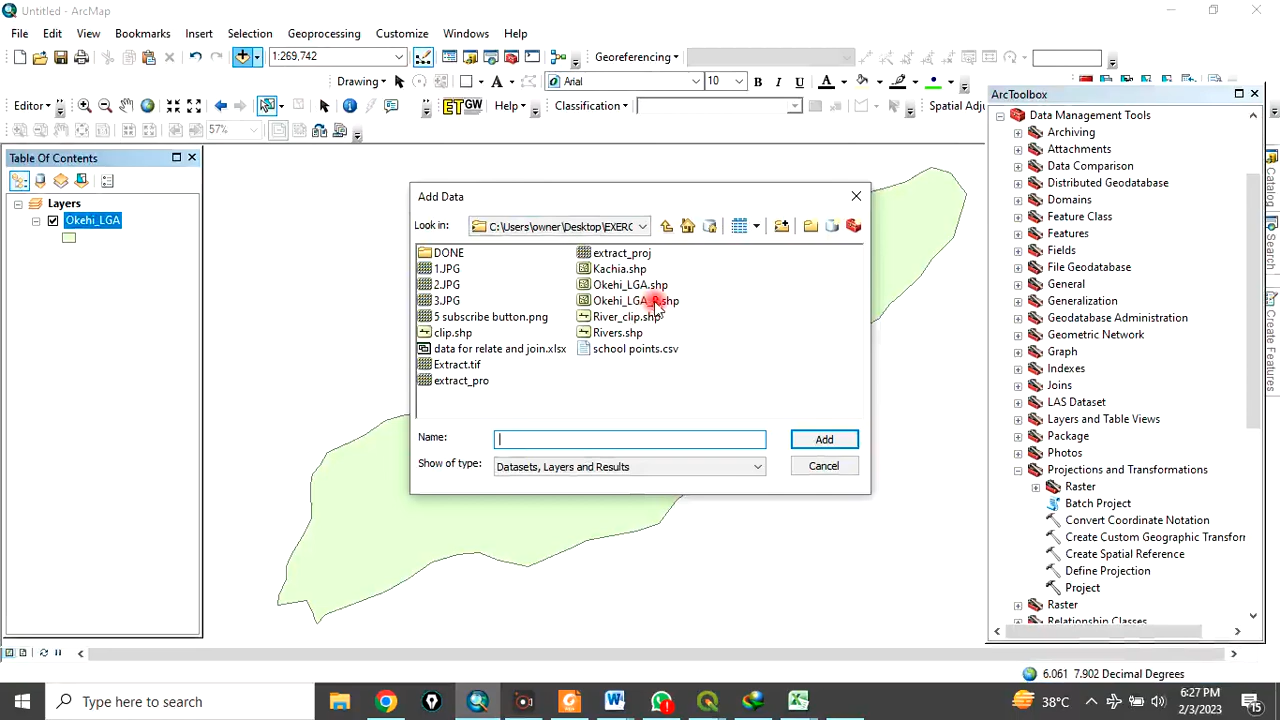 Untitled - ArcMap
File Edit View Bookmarks Insert Selection Geoprocessing Customize Windows Help
1:269,742 Georeferencing
Drawing Arial 10 B I U
Editor ET GW Help Classification Spatial Adj
57%
Table Of Contents
Layers
Okehi_LGA
Add Data
Look in: C:\Users\owner\Desktop\EXERC
DONE
1.JPG
2.JPG
3.JPG
5 subscribe button.png
clip.shp
data for relate and join.xlsx
Extract.tif
extract_pro
extract_proj
Kachia.shp
Okehi_LGA.shp
Okehi_LGA_P.shp
River_clip.shp
Rivers.shp
school points.csv
Name:
Add
Show of type: Datasets, Layers and Results
Cancel
ArcToolbox
Data Management Tools
Archiving
Attachments
Data Comparison
Distributed Geodatabase
Domains
Feature Class
Features
Fields
File Geodatabase
General
Generalization
Geodatabase Administration
Geometric Network
Graph
Indexes
Joins
LAS Dataset
Layers and Table Views
Package
Photos
Projections and Transformations
Raster
Batch Project
Convert Coordinate Notation
Create Custom Geographic Transfor
Create Spatial Reference
Define Projection
Project
Raster
Relationship Classes
Catalog
Create Features
6.061 7.902 Decimal Degrees
Type here to search
38°C
6:27 PM
2/3/2023
15